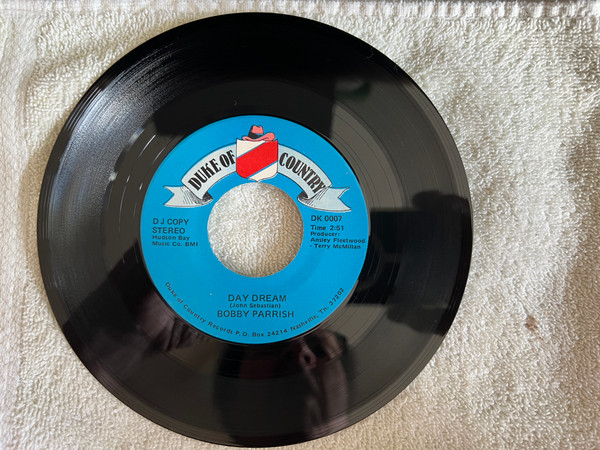 DUKE OF COUNTRY
D J COPY
STEREO
Hudson Bay
Music Co. BMI
DK 0007
Time 2:51
Producer:
Ansley Fleetwood
- Terry McMillan
DAY DREAM
(John Sebastian)
BOBBY PARRISH
Duke of Country Records P.O. Box 24214 Nashville, Tn. 37202